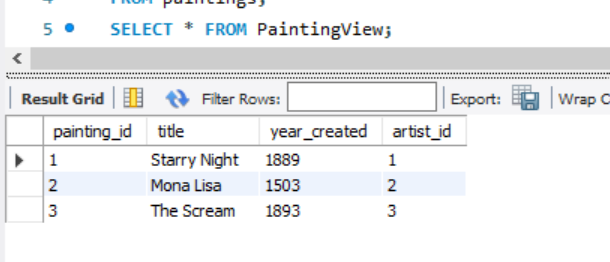 4 FROM paintings;
5 SELECT * FROM PaintingView;
Result Grid Filter Rows: Export: Wrap C
painting_id title year_created artist_id
1 Starry Night 1889 1
2 Mona Lisa 1503 2
3 The Scream 1893 3